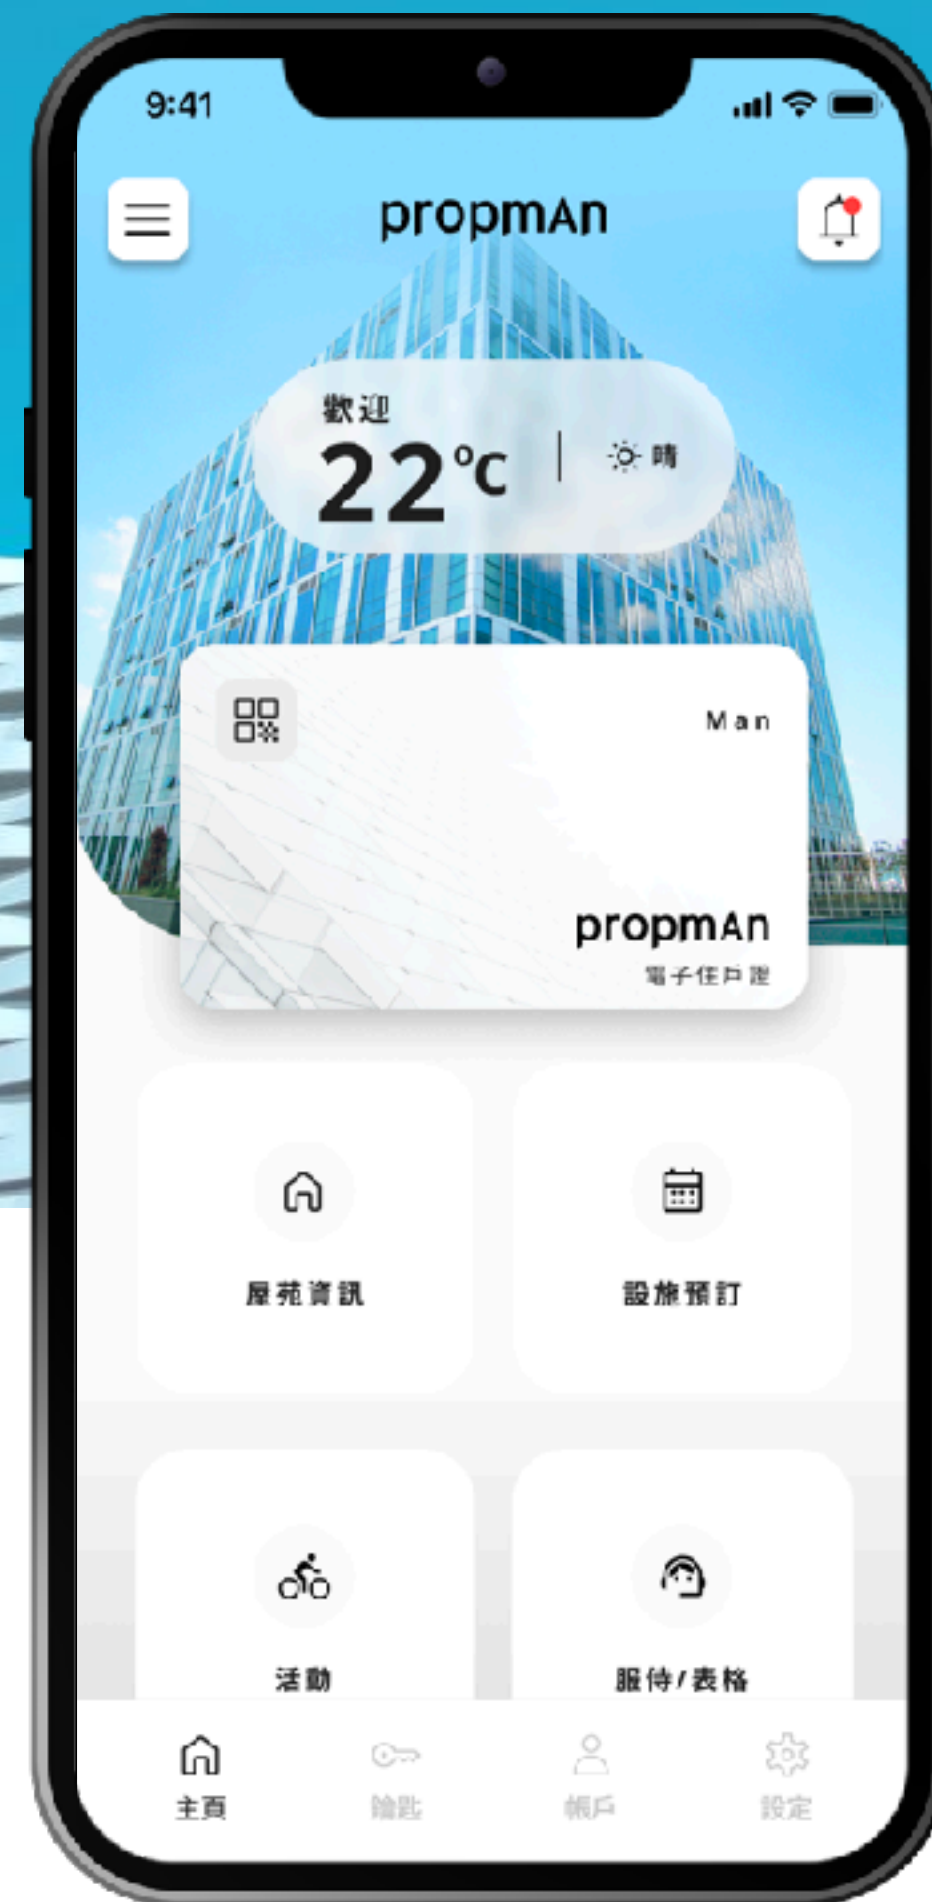 9:41
propmAn
歡迎
22°C
晴
Man
propmAn
電子住戶證
屋苑資訊
設施預訂
活動
服侍/表格
主頁
鑰匙
帳戶
設定